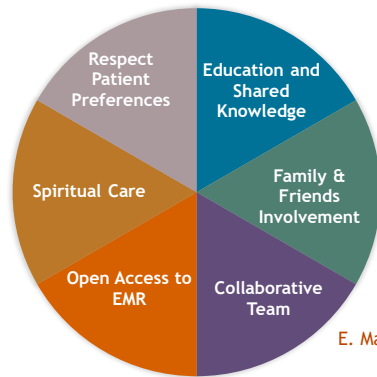 Respect
Patient
Preferences
Education and
Shared
Knowledge
Spiritual Care
Family &
Friends
Involvement
Open Access to
EMR
Collaborative
Team
E. Ma